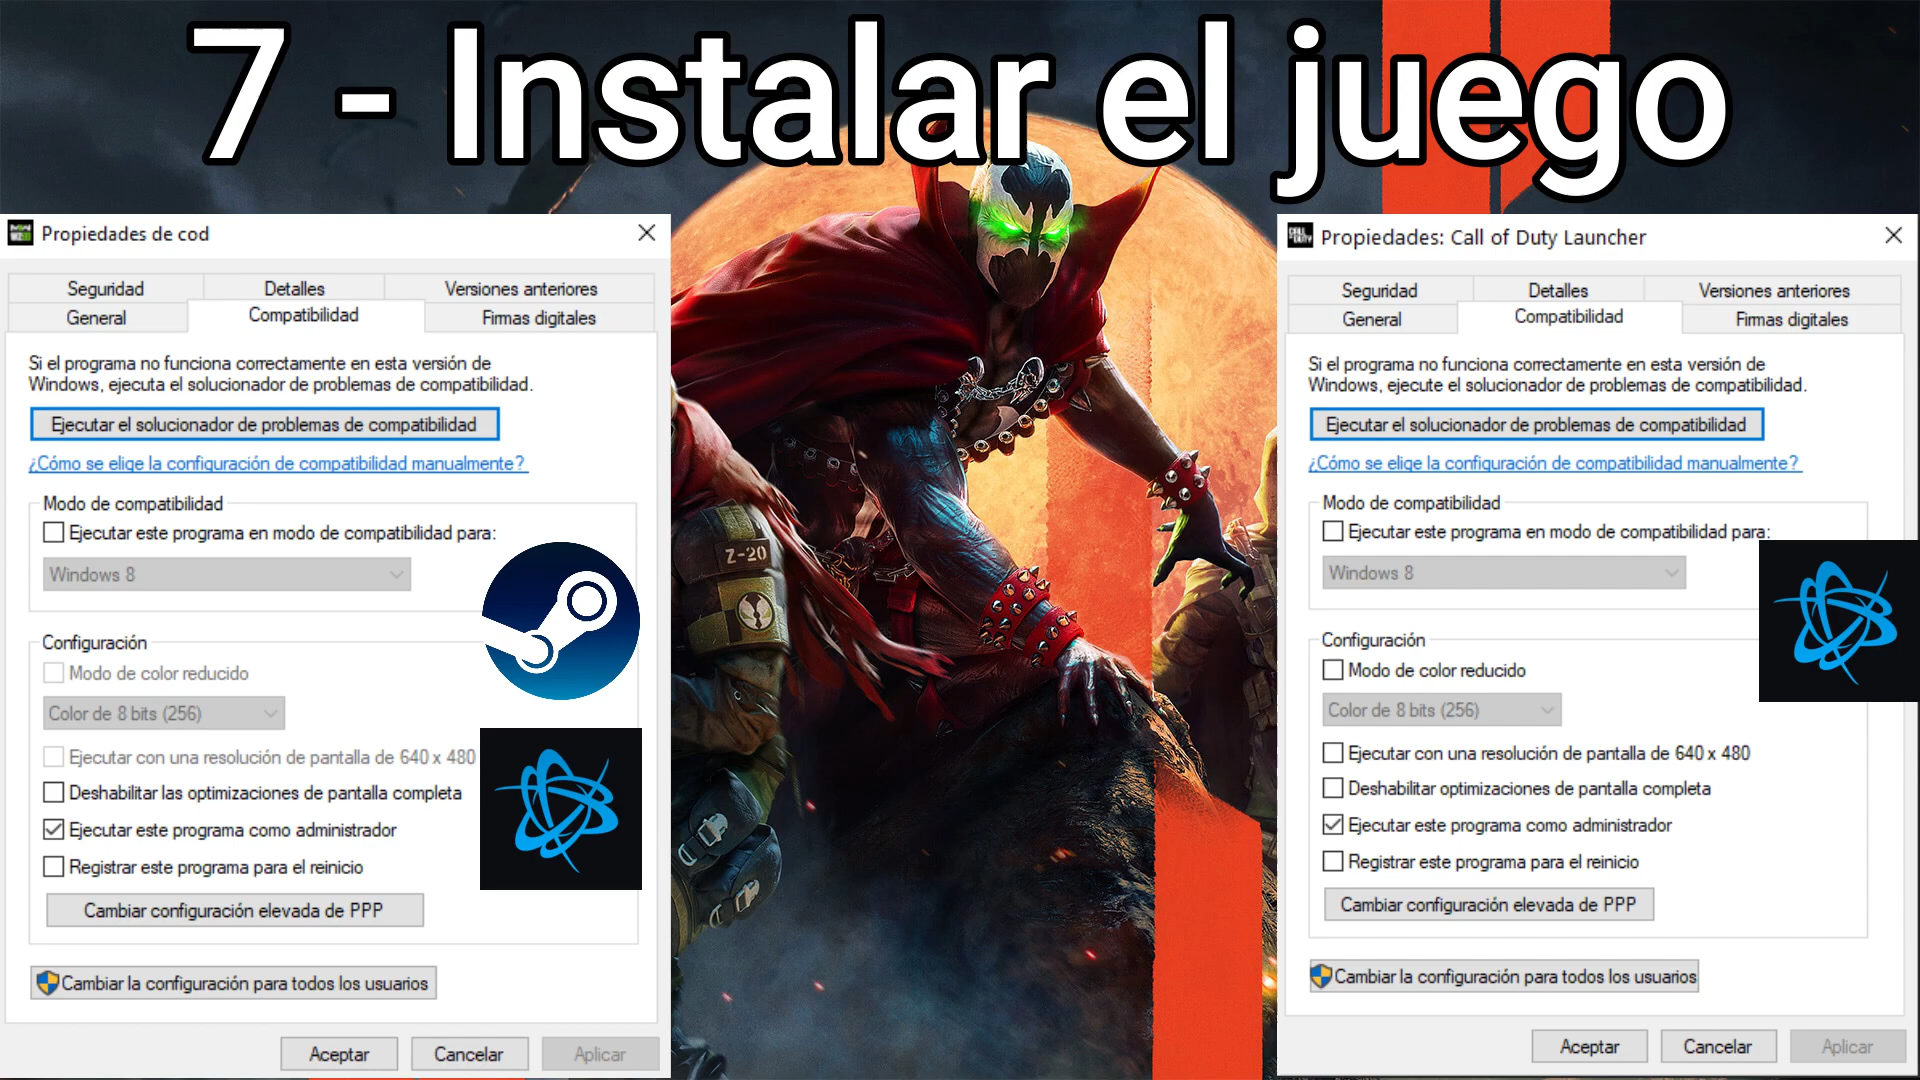 7 - Instalar el juego
Propiedades de cod
Seguridad
Detalles
Versiones anteriores
General
Compatibilidad
Firmas digitales
Si el programa no funciona correctamente en esta versión de
Windows, ejecuta el solucionador de problemas de compatibilidad.
Ejecutar el solucionador de problemas de compatibilidad
¿Cómo se elige la configuración de compatibilidad manualmente?
Modo de compatibilidad
Ejecutar este programa en modo de compatibilidad para:
Windows 8
Configuración
Modo de color reducido
Color de 8 bits (256)
Ejecutar con una resolución de pantalla de 640 x 480
Deshabilitar las optimizaciones de pantalla completa
Ejecutar este programa como administrador
Registrar este programa para el reinicio
Cambiar configuración elevada de PPP
Cambiar la configuración para todos los usuarios
Aceptar
Cancelar
Aplicar
Z-20
CALL OF DUTY
Propiedades: Call of Duty Launcher
Seguridad
Detalles
Versiones anteriores
General
Compatibilidad
Firmas digitales
Si el programa no funciona correctamente en esta versión de
Windows, ejecute el solucionador de problemas de compatibilidad.
Ejecutar el solucionador de problemas de compatibilidad
¿Cómo se elige la configuración de compatibilidad manualmente?
Modo de compatibilidad
Ejecutar este programa en modo de compatibilidad para:
Windows 8
Configuración
Modo de color reducido
Color de 8 bits (256)
Ejecutar con una resolución de pantalla de 640 x 480
Deshabilitar optimizaciones de pantalla completa
Ejecutar este programa como administrador
Registrar este programa para el reinicio
Cambiar configuración elevada de PPP
Cambiar la configuración para todos los usuarios
Aceptar
Cancelar
Aplicar